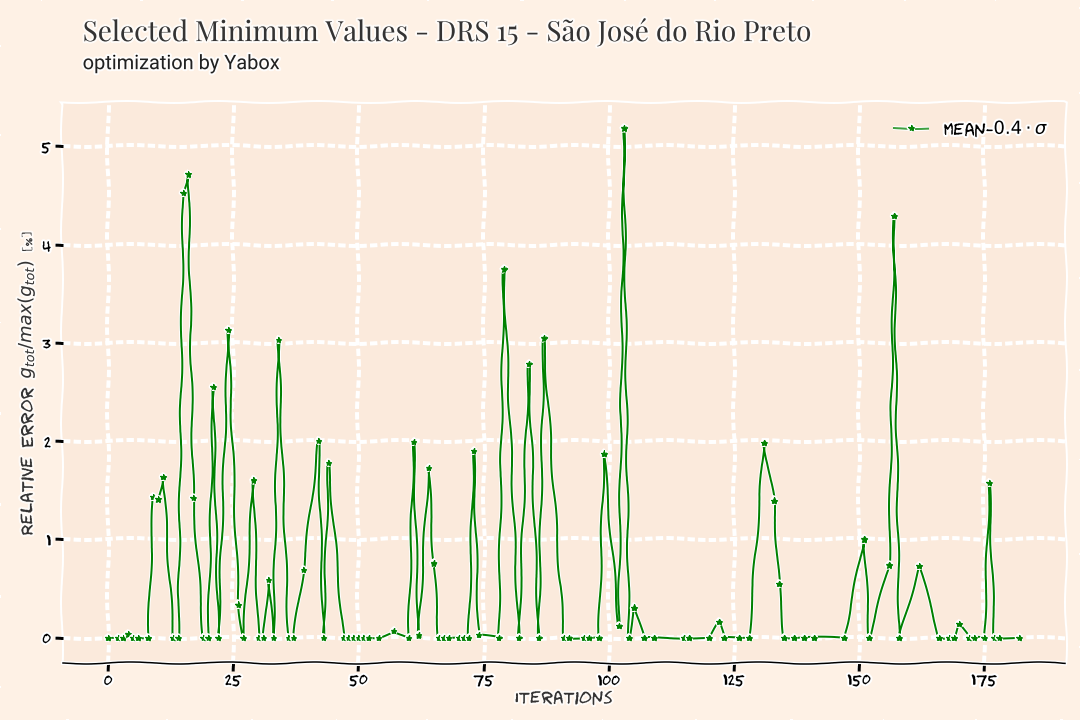 Selected Minimum Values - DRS 15 - São José do Rio Preto
optimization by Yabox
MEAN-0.4 · σ
RELATIVE ERROR g_tot/max(g_tot) [%]
5
4
3
2
1
0
0 25 50 75 100 125 150 175
ITERATIONS